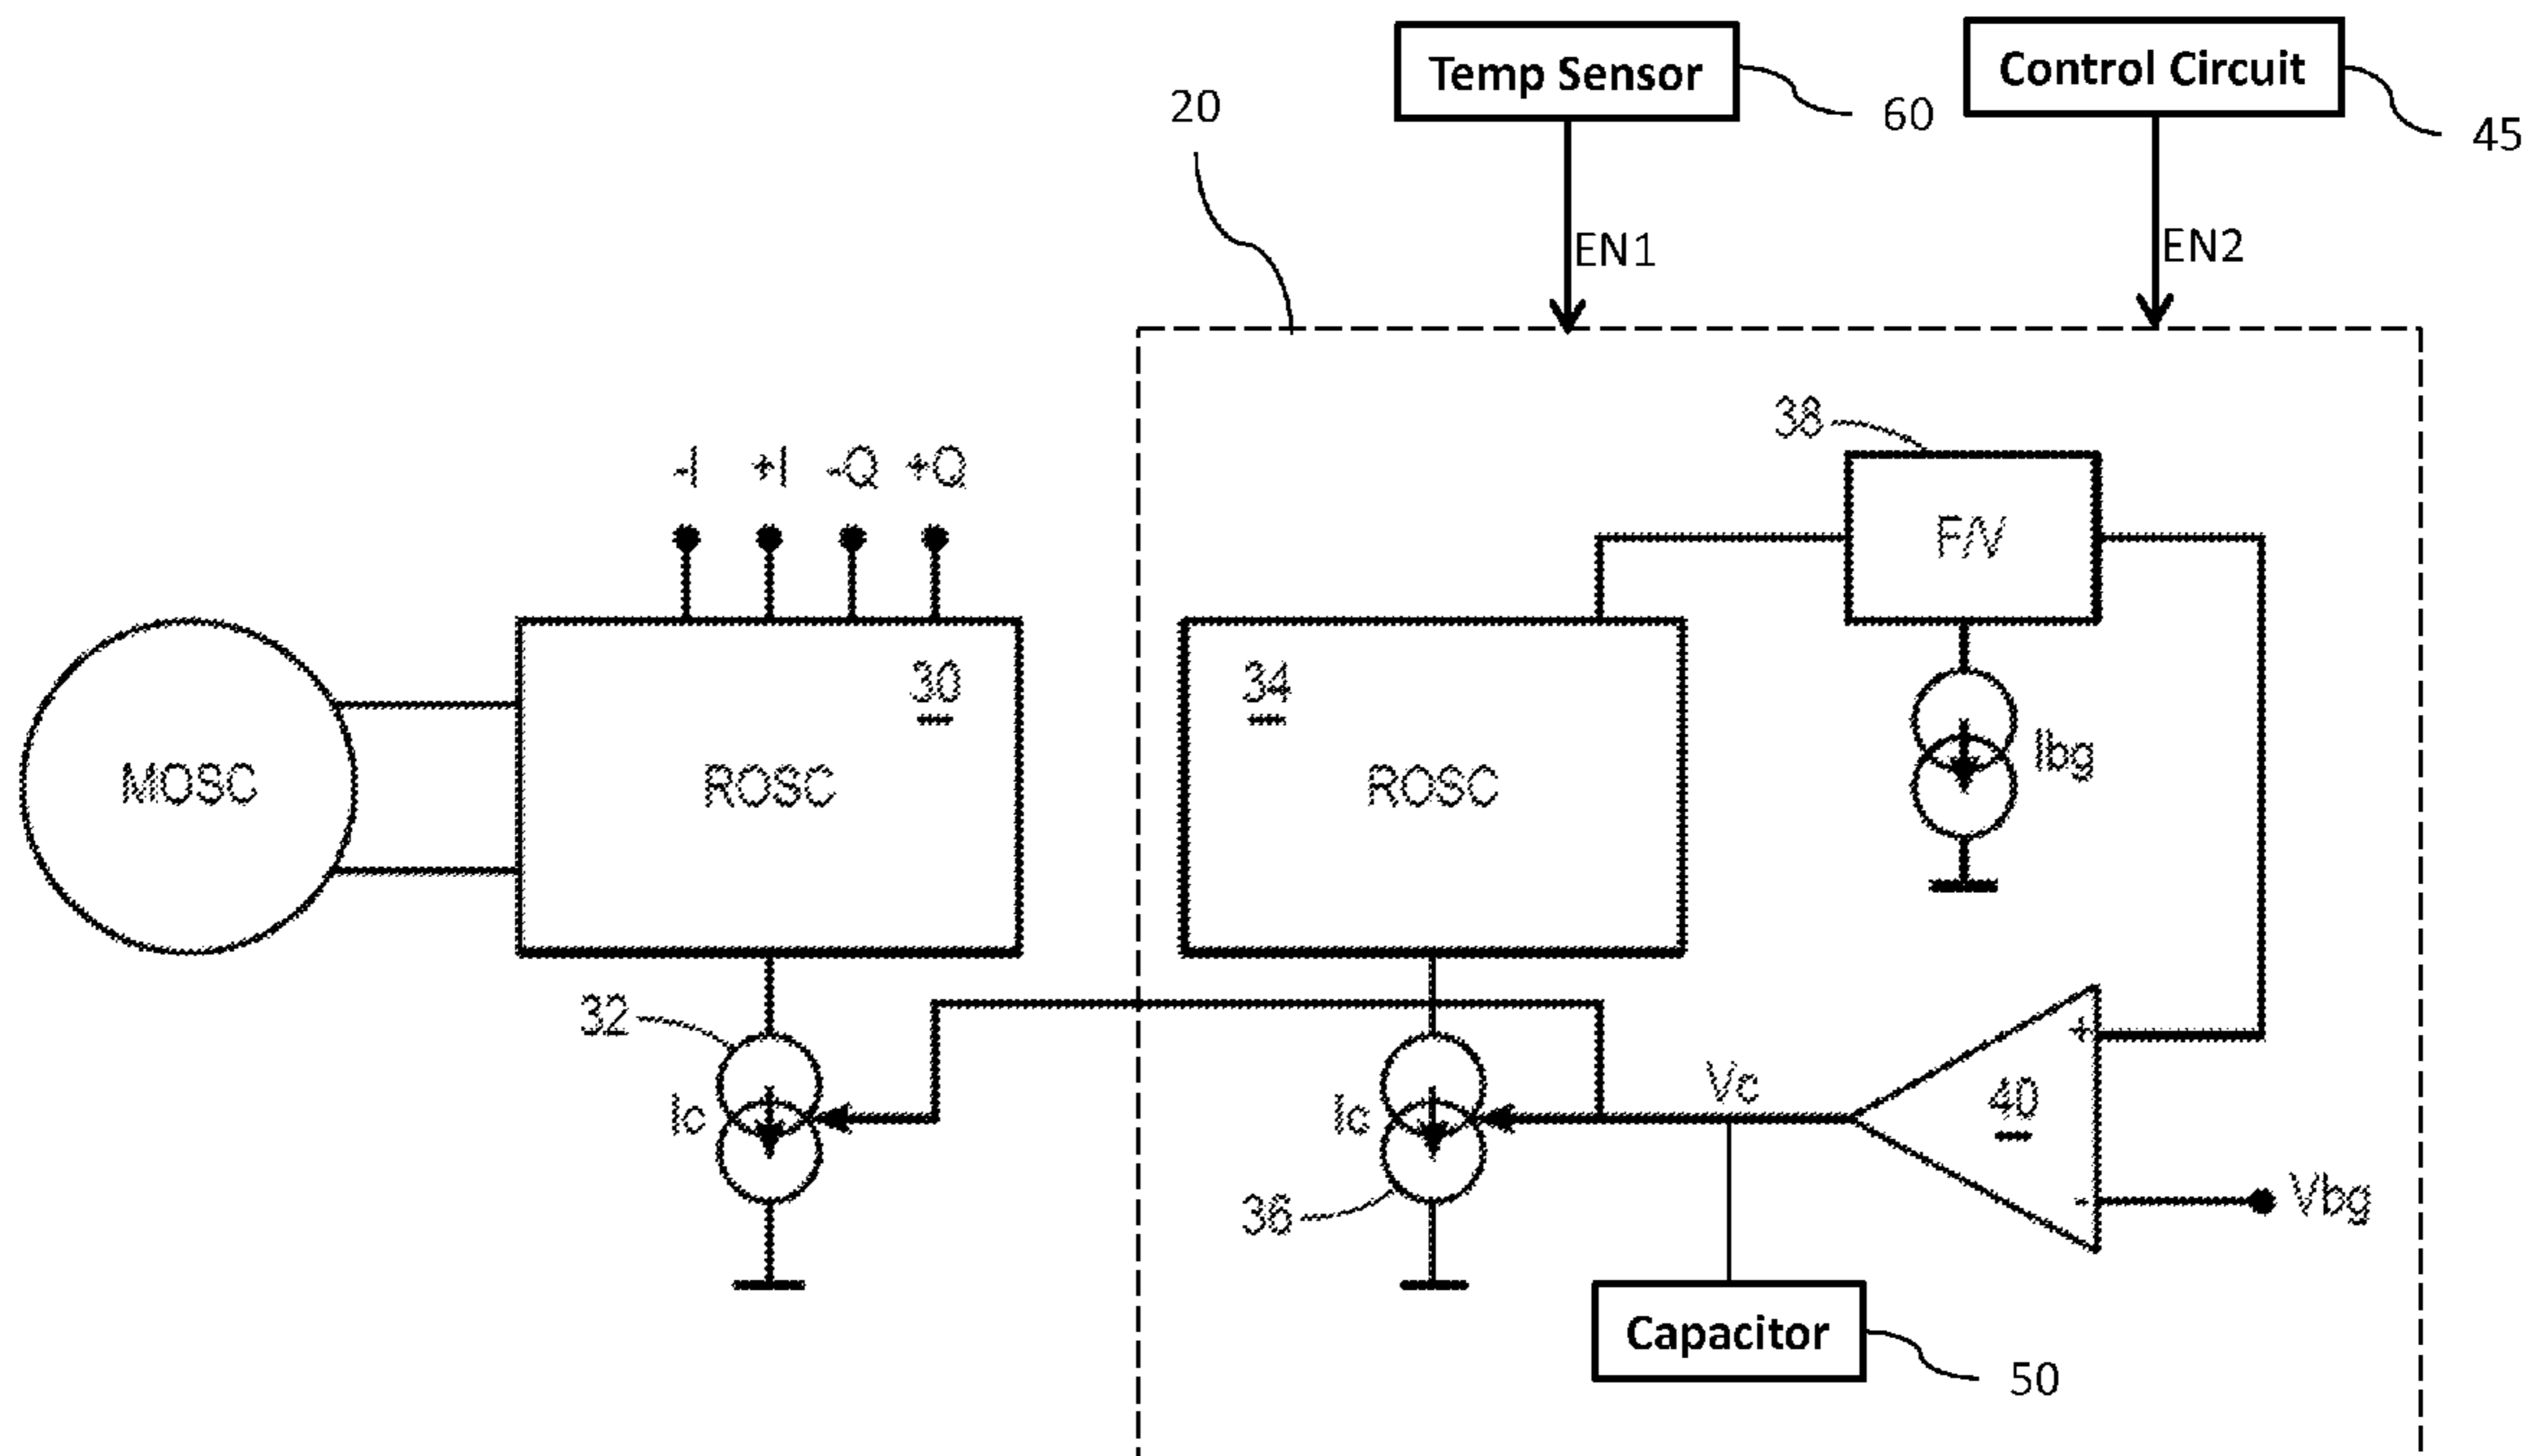 Temp Sensor
Control Circuit
20
60
45
EN1
EN2
38
-I +I -Q +Q
F/V
30
34
MOSC
ROSC
ROSC
Ibg
32
Ic
Ic
Vc
40
+
-
36
Vbg
Capacitor
50